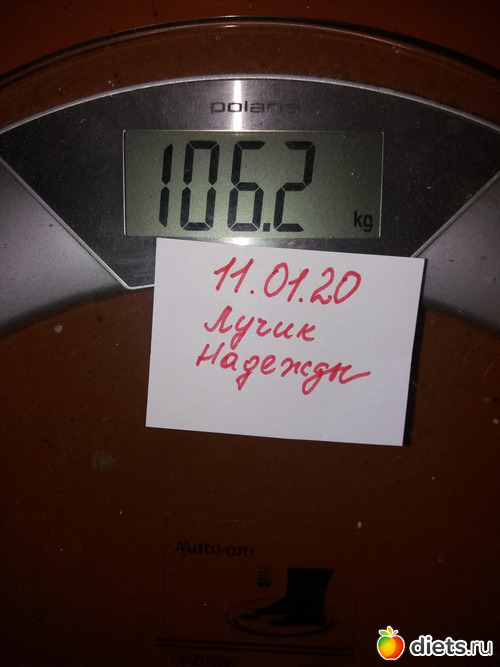 polaris
106.2
kg
11.01.20
Лучик
Надежды
Auto-on
diets.ru